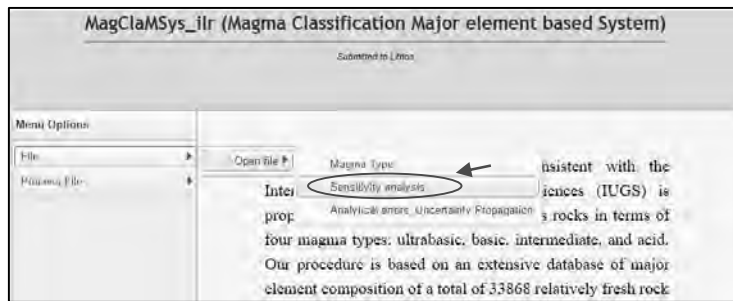 MagClaMSys_ilr (Magma Classification Major element based System)
Submitted to Lithos
Menu Options
File
Open file
Magma Type
Sensitivity analysis
Analytical errors_Uncertainty Propagation
nsistent with the
Inter iences (IUGS) is
prop s rocks in terms of
four magma types: ultrabasic, basic, intermediate, and acid.
Our procedure is based on an extensive database of major
element composition of a total of 33868 relatively fresh rock